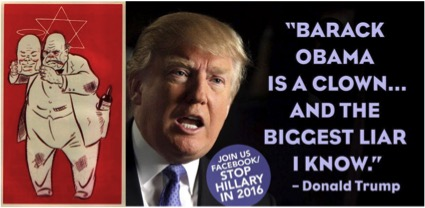 "BARACK
OBAMA
IS A CLOWN...
AND THE
BIGGEST LIAR
I KNOW."
– Donald Trump
JOIN US
FACEBOOK/
STOP
HILLARY
IN 2016